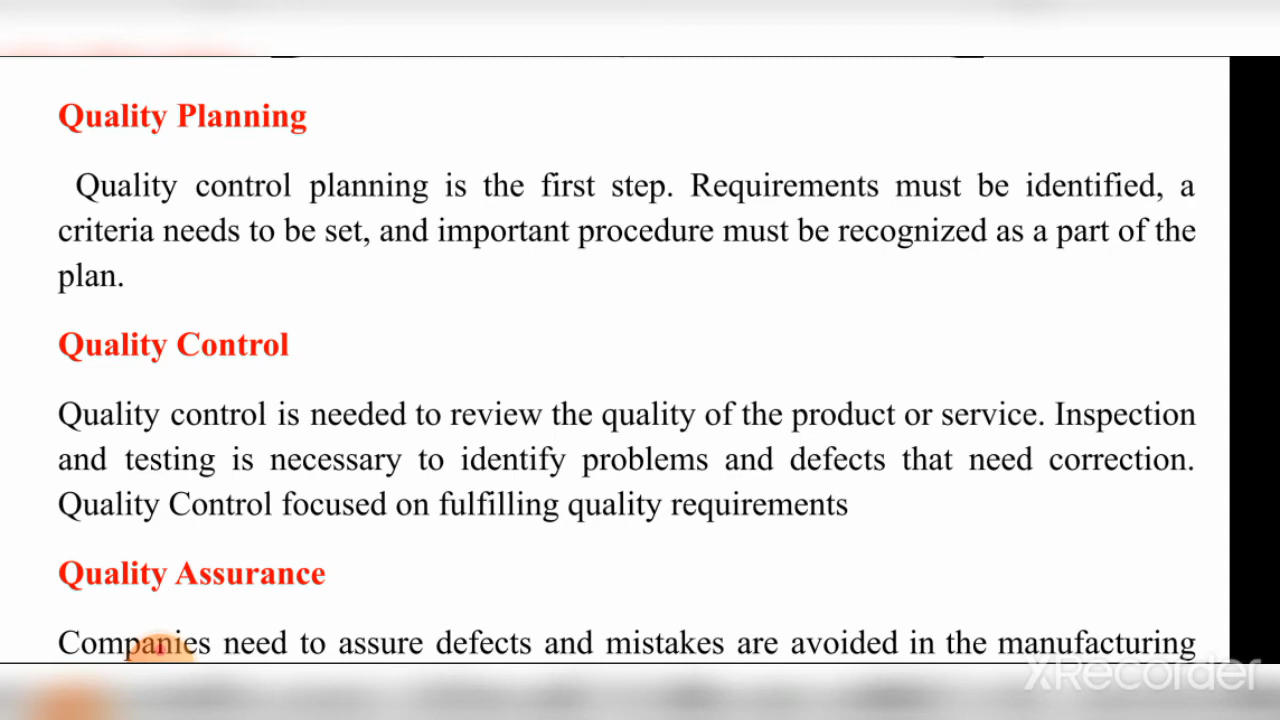 Quality Planning
Quality control planning is the first step. Requirements must be identified, a
criteria needs to be set, and important procedure must be recognized as a part of the
plan.
Quality Control
Quality control is needed to review the quality of the product or service. Inspection
and testing is necessary to identify problems and defects that need correction.
Quality Control focused on fulfilling quality requirements
Quality Assurance
Companies need to assure defects and mistakes are avoided in the manufacturing
XRecorder